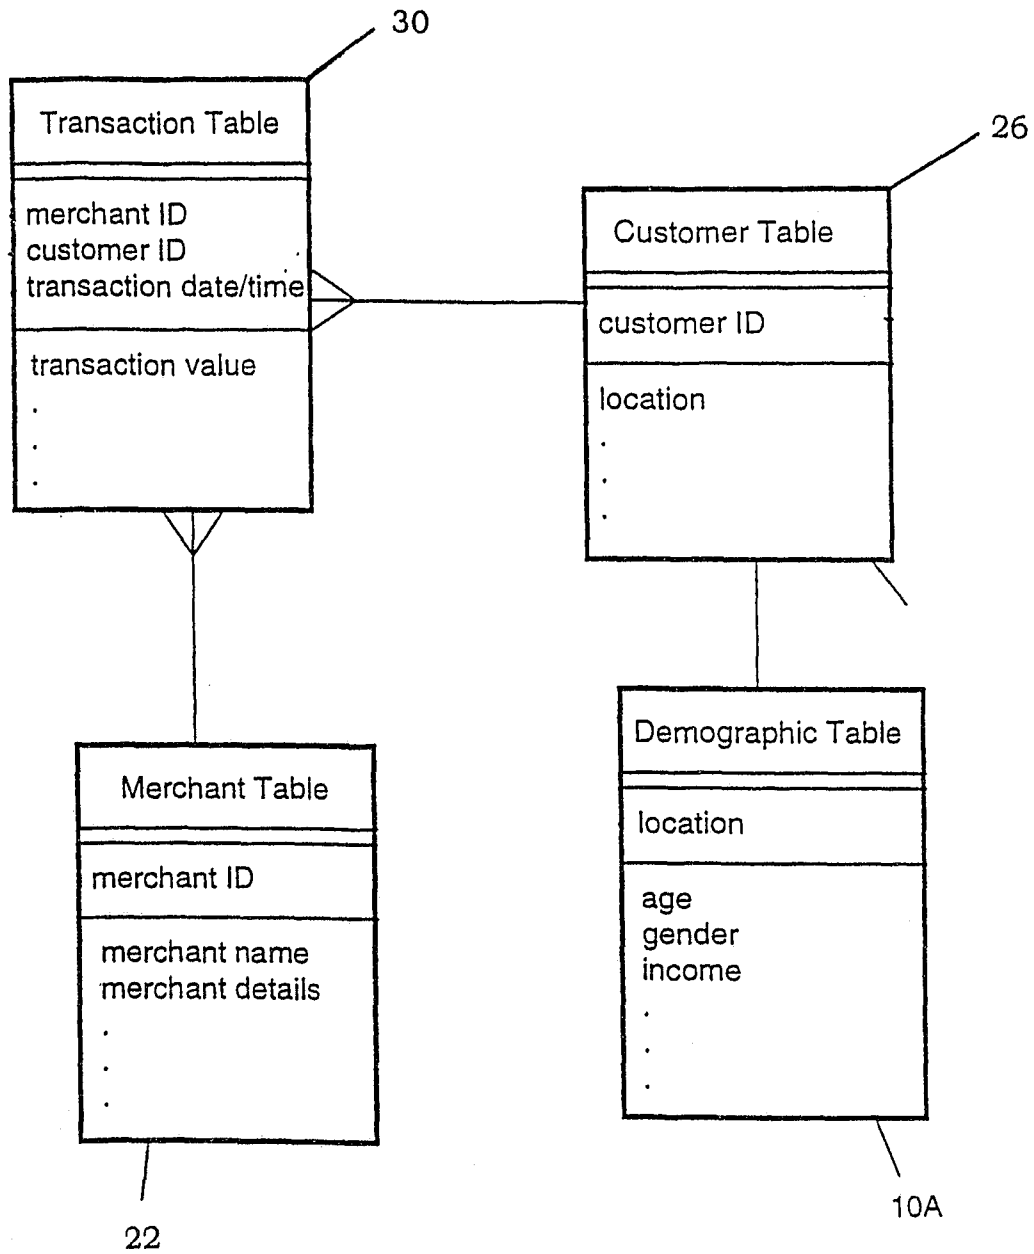 30
Transaction Table
merchant ID
customer ID
transaction date/time
transaction value
.
.
.
26
Customer Table
customer ID
location
.
.
.
Merchant Table
merchant ID
merchant name
merchant details
.
.
.
22
Demographic Table
location
age
gender
income
.
.
.
10A